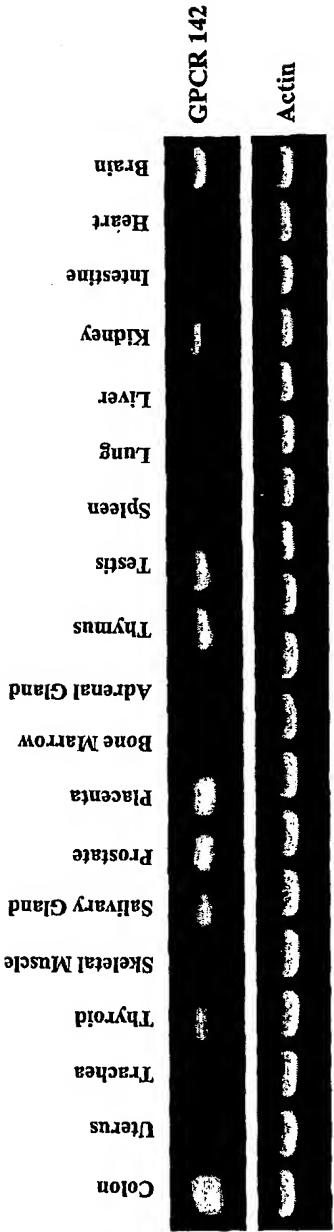 GPCR 142
Actin
Brain
Heart
Intestine
Kidney
Liver
Lung
Spleen
Testis
Thymus
Adrenal Gland
Bone Marrow
Placenta
Prostate
Salivary Gland
Skeletal Muscle
Thyroid
Trachea
Uterus
Colon